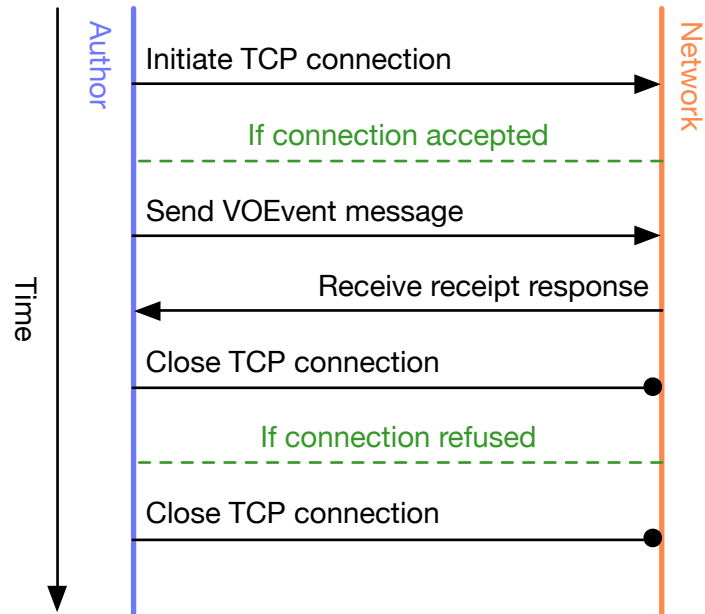 Author
Network
Time
Initiate TCP connection
If connection accepted
Send VOEvent message
Receive receipt response
Close TCP connection
If connection refused
Close TCP connection